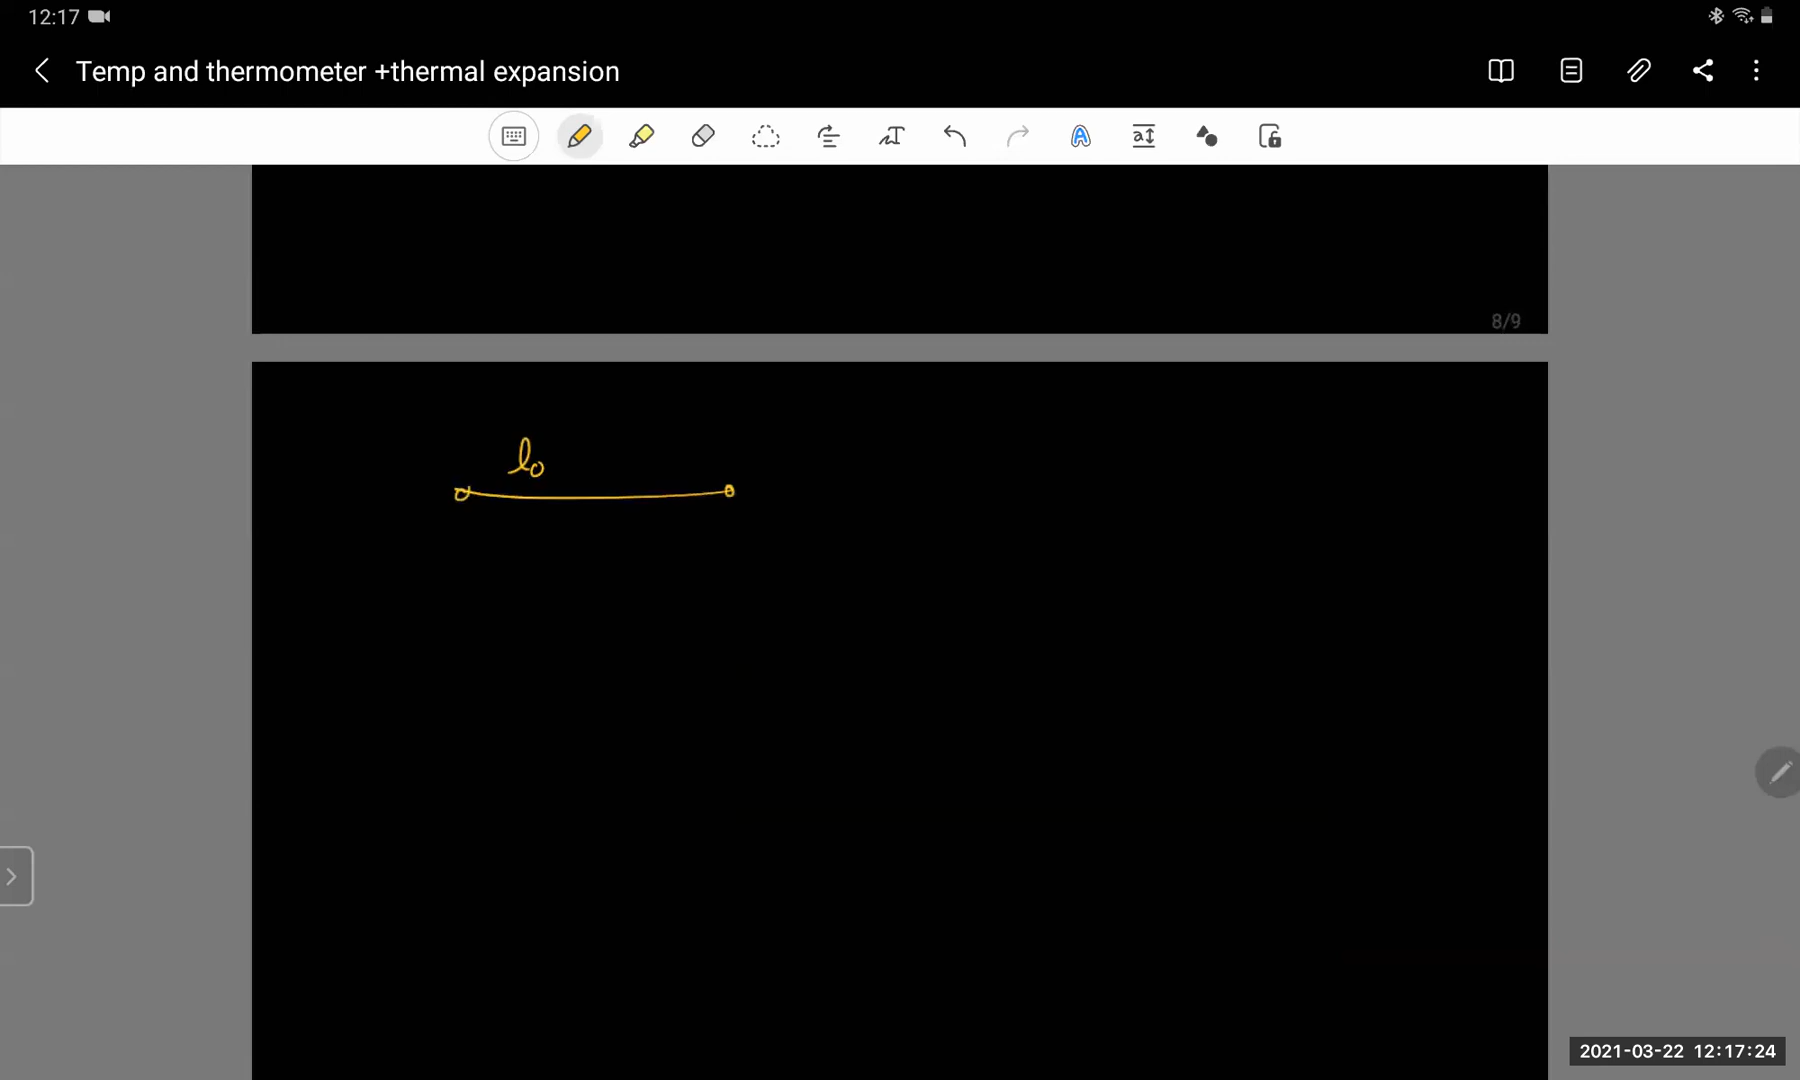 12:17
Temp and thermometer +thermal expansion
8/9
l₀
2021-03-22 12:17:24